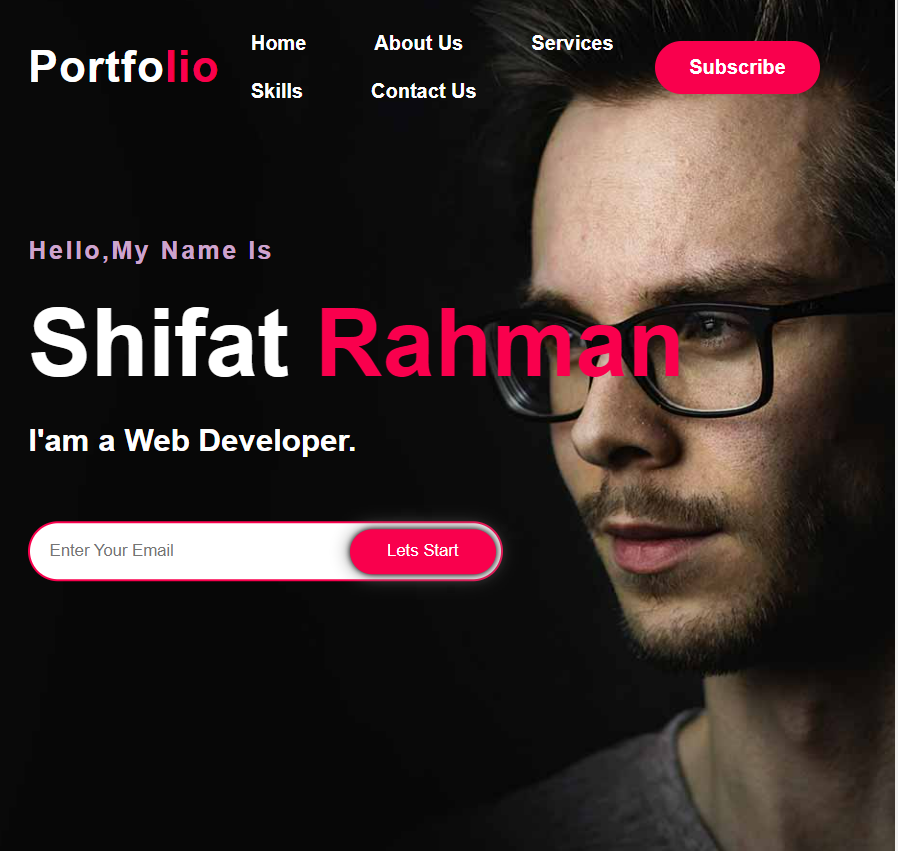 Portfolio
Home About Us Services
Skills Contact Us
Subscribe
Hello,My Name Is
Shifat Rahman
I'am a Web Developer.
Enter Your Email Lets Start